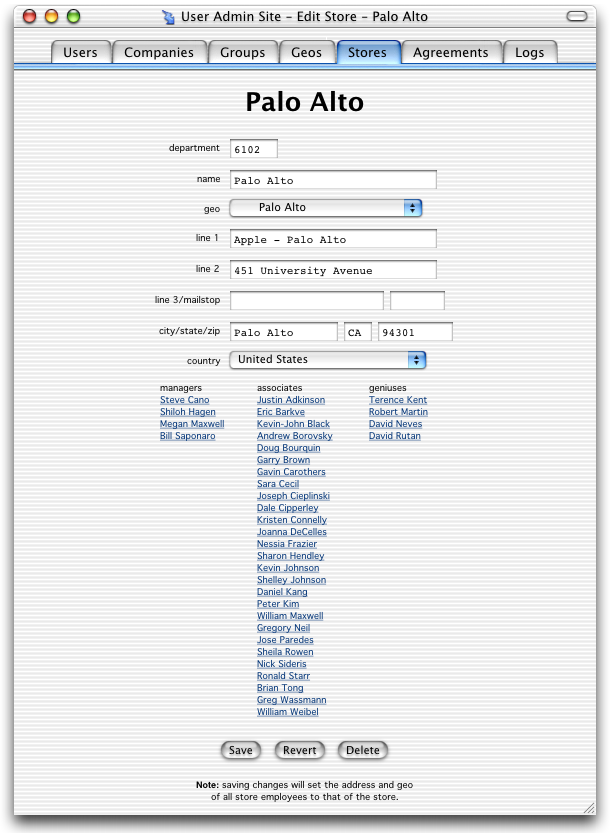 User Admin Site – Edit Store – Palo Alto
Users Companies Groups Geos Stores Agreements Logs
Palo Alto
department 6102
name Palo Alto
geo Palo Alto
line 1 Apple - Palo Alto
line 2 451 University Avenue
line 3/mailstop
city/state/zip Palo Alto CA 94301
country United States
managers associates geniuses
Steve Cano Justin Adkinson Terence Kent
Shiloh Hagen Eric Barkve Robert Martin
Megan Maxwell Kevin-John Black David Neves
Bill Saponaro Andrew Borovsky David Rutan
Doug Bourquin
Garry Brown
Gavin Carothers
Sara Cecil
Joseph Cieplinski
Dale Cipperley
Kristen Connelly
Joanna DeCelles
Nessia Frazier
Sharon Hendley
Kevin Johnson
Shelley Johnson
Daniel Kang
Peter Kim
William Maxwell
Gregory Neil
Jose Paredes
Sheila Rowen
Nick Sideris
Ronald Starr
Brian Tong
Greg Wassmann
William Weibel
Save Revert Delete
Note: saving changes will set the address and geo
of all store employees to that of the store.